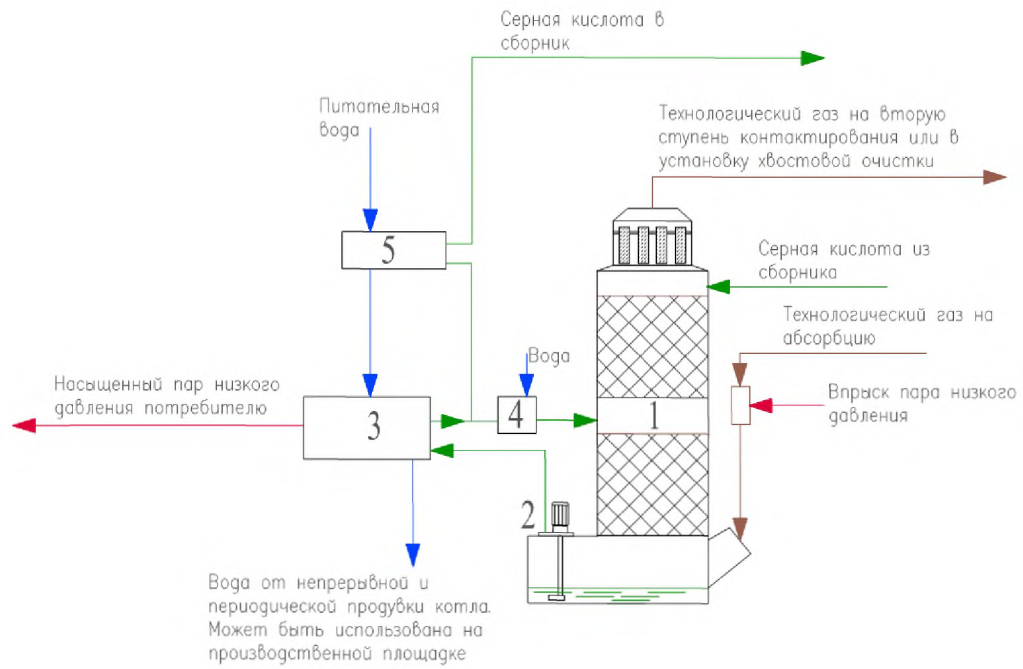 Серная кислота в
сборник
Питательная
вода
Технологический газ на вторую
ступень контактирования или в
установку хвостовой очистки
5
Серная кислота из
сборника
Технологический газ на
абсорбцию
Вода
Насыщенный пар низкого
давления потребителю
3
4
1
Впрыск пара низкого
давления
2
Вода от непрерывной и
периодической продувки котла.
Может быть использована на
производственной площадке